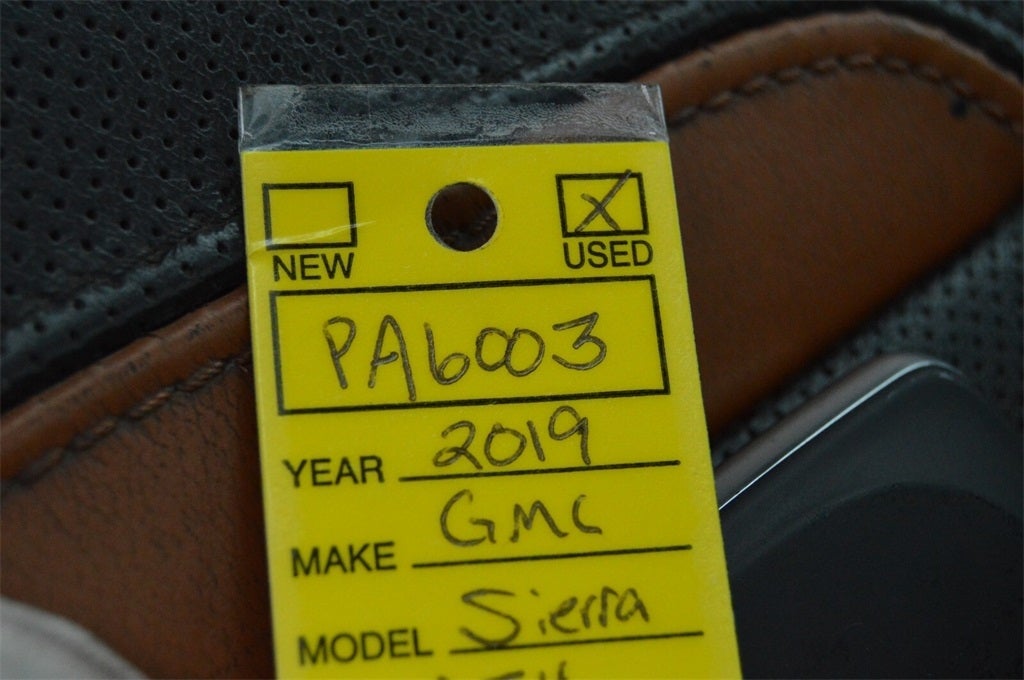 NEW USED
PA6003
YEAR 2019
MAKE GMC
MODEL Sierra